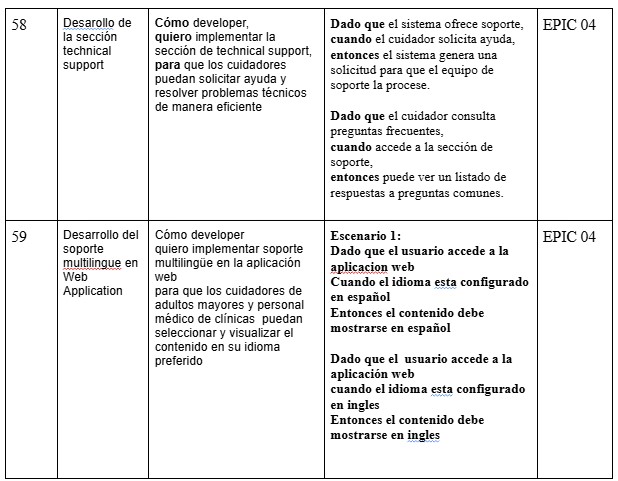 58
Desarollo de
la sección
technical
support
Cómo developer,
quiero implementar la
sección de technical support,
para que los cuidadores
puedan solicitar ayuda y
resolver problemas técnicos
de manera eficiente
Dado que el sistema ofrece soporte,
cuando el cuidador solicita ayuda,
entonces el sistema genera una
solicitud para que el equipo de
soporte la procese.
Dado que el cuidador consulta
preguntas frecuentes,
cuando accede a la sección de
soporte,
entonces puede ver un listado de
respuestas a preguntas comunes.
EPIC 04
59
Desarrollo del
soporte
multilingue en
Web
Application
Cómo developer
quiero implementar soporte
multilingüe en la aplicación
web
para que los cuidadores de
adultos mayores y personal
médico de clínicas puedan
seleccionar y visualizar el
contenido en su idioma
preferido
Escenario 1:
Dado que el usuario accede a la
aplicacion web
Cuando el idioma esta configurado
en español
Entonces el contenido debe
mostrarse en español
Dado que el usuario accede a la
aplicación web
cuando el idioma esta configurado
en ingles
Entonces el contenido debe
mostrarse en ingles
EPIC 04